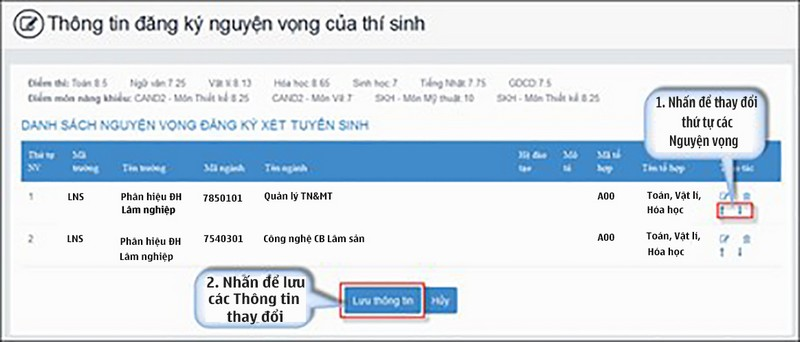 Thông tin đăng ký nguyện vọng của thí sinh
Điểm thi: Toán 8.5 Ngữ văn 7.25 Vật lí 8.13 Hóa học 8.65 Sinh học 7 Tiếng Nhật 7.75 GDCD 7.5
Điểm môn năng khiếu: CAND2 - Môn Thiết kế 8.25 CAND2 - Môn Vẽ 7 SKH - Môn Mỹ thuật 10 SKH - Môn Thiết kế 8.25
1. Nhấn để thay đổi
thứ tự các
Nguyện vọng
DANH SÁCH NGUYỆN VỌNG ĐĂNG KÝ XÉT TUYỂN SINH
Thứ tự NV Mã trường Tên trường Mã ngành Tên ngành Hệ đào tạo Mô tả Mã tổ hợp Tên tổ hợp tác
1 LNS Phân hiệu ĐH 7850101 Quản lý TN&MT A00 Toán, Vật lí,
Lâm nghiệp Hóa học
2 LNS Phân hiệu ĐH 7540301 Công nghệ CB Lâm sản A00 Toán, Vật lí,
Lâm nghiệp Hóa học
2. Nhấn để lưu
các Thông tin
thay đổi
Lưu thông tin Hủy